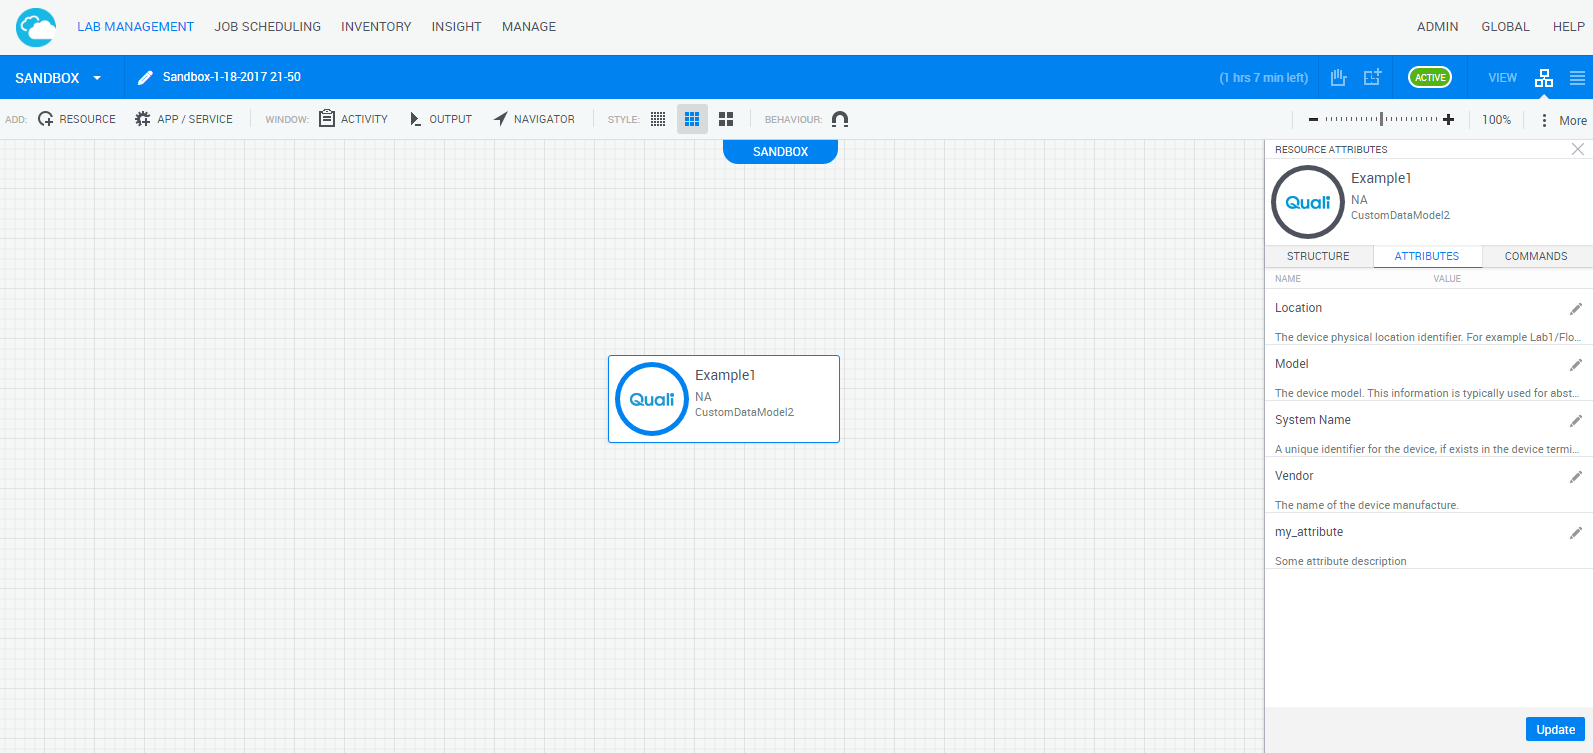 LAB MANAGEMENT JOB SCHEDULING INVENTORY INSIGHT MANAGE ADMIN GLOBAL HELP
SANDBOX Sandbox-1-18-2017 21-50 (1 hrs 7 min left) ACTIVE VIEW
ADD: RESOURCE APP / SERVICE WINDOW: ACTIVITY OUTPUT NAVIGATOR STYLE: BEHAVIOUR: 100% More
SANDBOX
Quali
Example1
NA
CustomDataModel2
RESOURCE ATTRIBUTES
Quali
Example1
NA
CustomDataModel2
STRUCTURE ATTRIBUTES COMMANDS
NAME VALUE
Location
The device physical location identifier. For example Lab1/Flo...
Model
The device model. This information is typically used for abst...
System Name
A unique identifier for the device, if exists in the device termi...
Vendor
The name of the device manufacture.
my_attribute
Some attribute description
Update